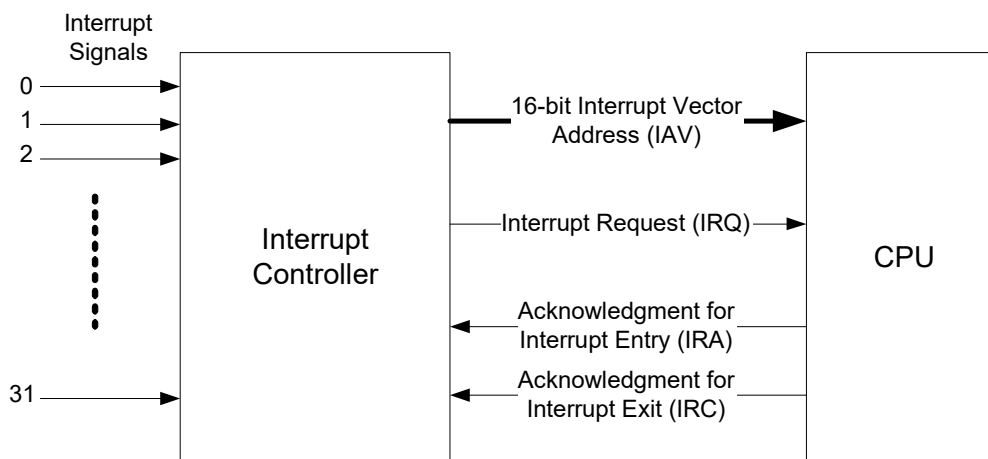 Interrupt
Signals
0
1
2
31
Interrupt
Controller
16-bit Interrupt Vector
Address (IAV)
Interrupt Request (IRQ)
Acknowledgment for
Interrupt Entry (IRA)
Acknowledgment for
Interrupt Exit (IRC)
CPU